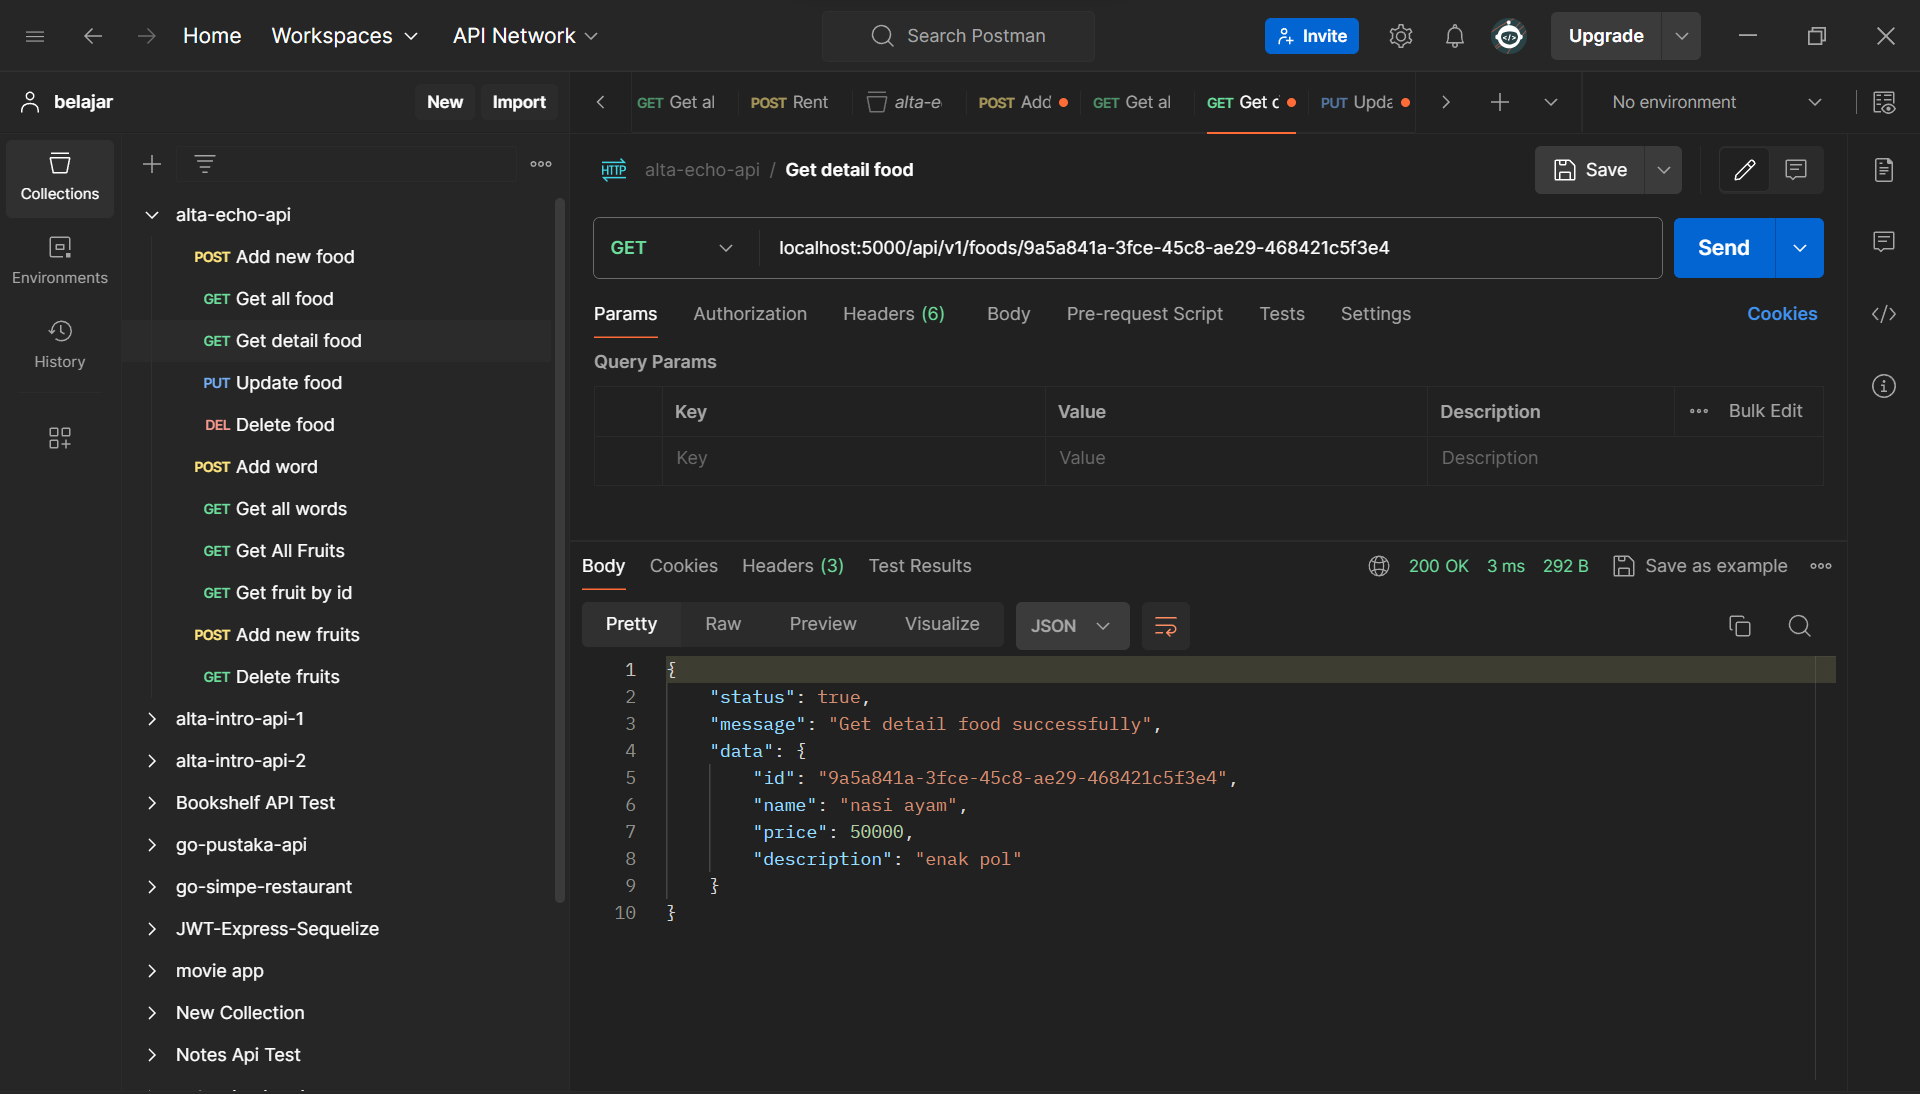 Home Workspaces API Network Search Postman Invite Upgrade
belajar New Import
GET Get al POST Rent alta-e POST Add GET Get al GET Get d PUT Upda No environment
Collections
Environments
History
alta-echo-api
POST Add new food
GET Get all food
GET Get detail food
PUT Update food
DEL Delete food
POST Add word
GET Get all words
GET Get All Fruits
GET Get fruit by id
POST Add new fruits
GET Delete fruits
alta-intro-api-1
alta-intro-api-2
Bookshelf API Test
go-pustaka-api
go-simpe-restaurant
JWT-Express-Sequelize
movie app
New Collection
Notes Api Test
HTTP alta-echo-api / Get detail food Save
GET localhost:5000/api/v1/foods/9a5a841a-3fce-45c8-ae29-468421c5f3e4 Send
Params Authorization Headers (6) Body Pre-request Script Tests Settings Cookies
Query Params
Key Value Description Bulk Edit
Key Value Description
Body Cookies Headers (3) Test Results 200 OK 3 ms 292 B Save as example
Pretty Raw Preview Visualize JSON
1 {
2 "status": true,
3 "message": "Get detail food successfully",
4 "data": {
5 "id": "9a5a841a-3fce-45c8-ae29-468421c5f3e4",
6 "name": "nasi ayam",
7 "price": 50000,
8 "description": "enak pol"
9 }
10 }